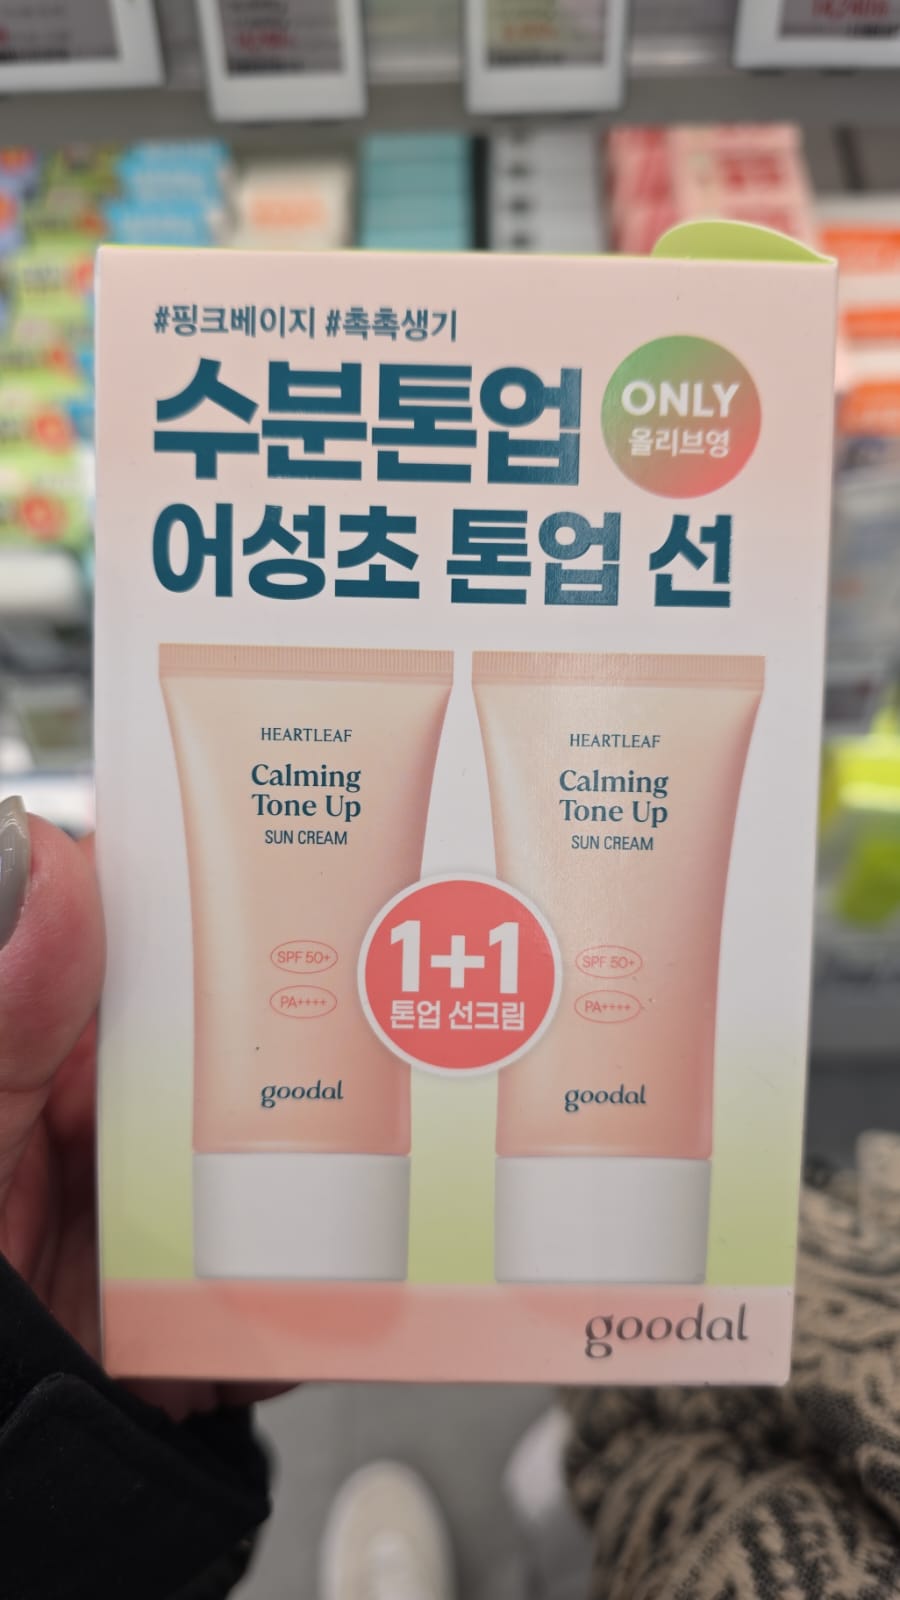 #핑크베이지 #촉촉생기
수분톤업
ONLY
올리브영
어성초 톤업 선
HEARTLEAF
Calming
Tone Up
SUN CREAM
SPF 50+
PA++++
goodal
HEARTLEAF
Calming
Tone Up
SUN CREAM
SPF 50+
PA++++
goodal
1+1
톤업 선크림
goodal